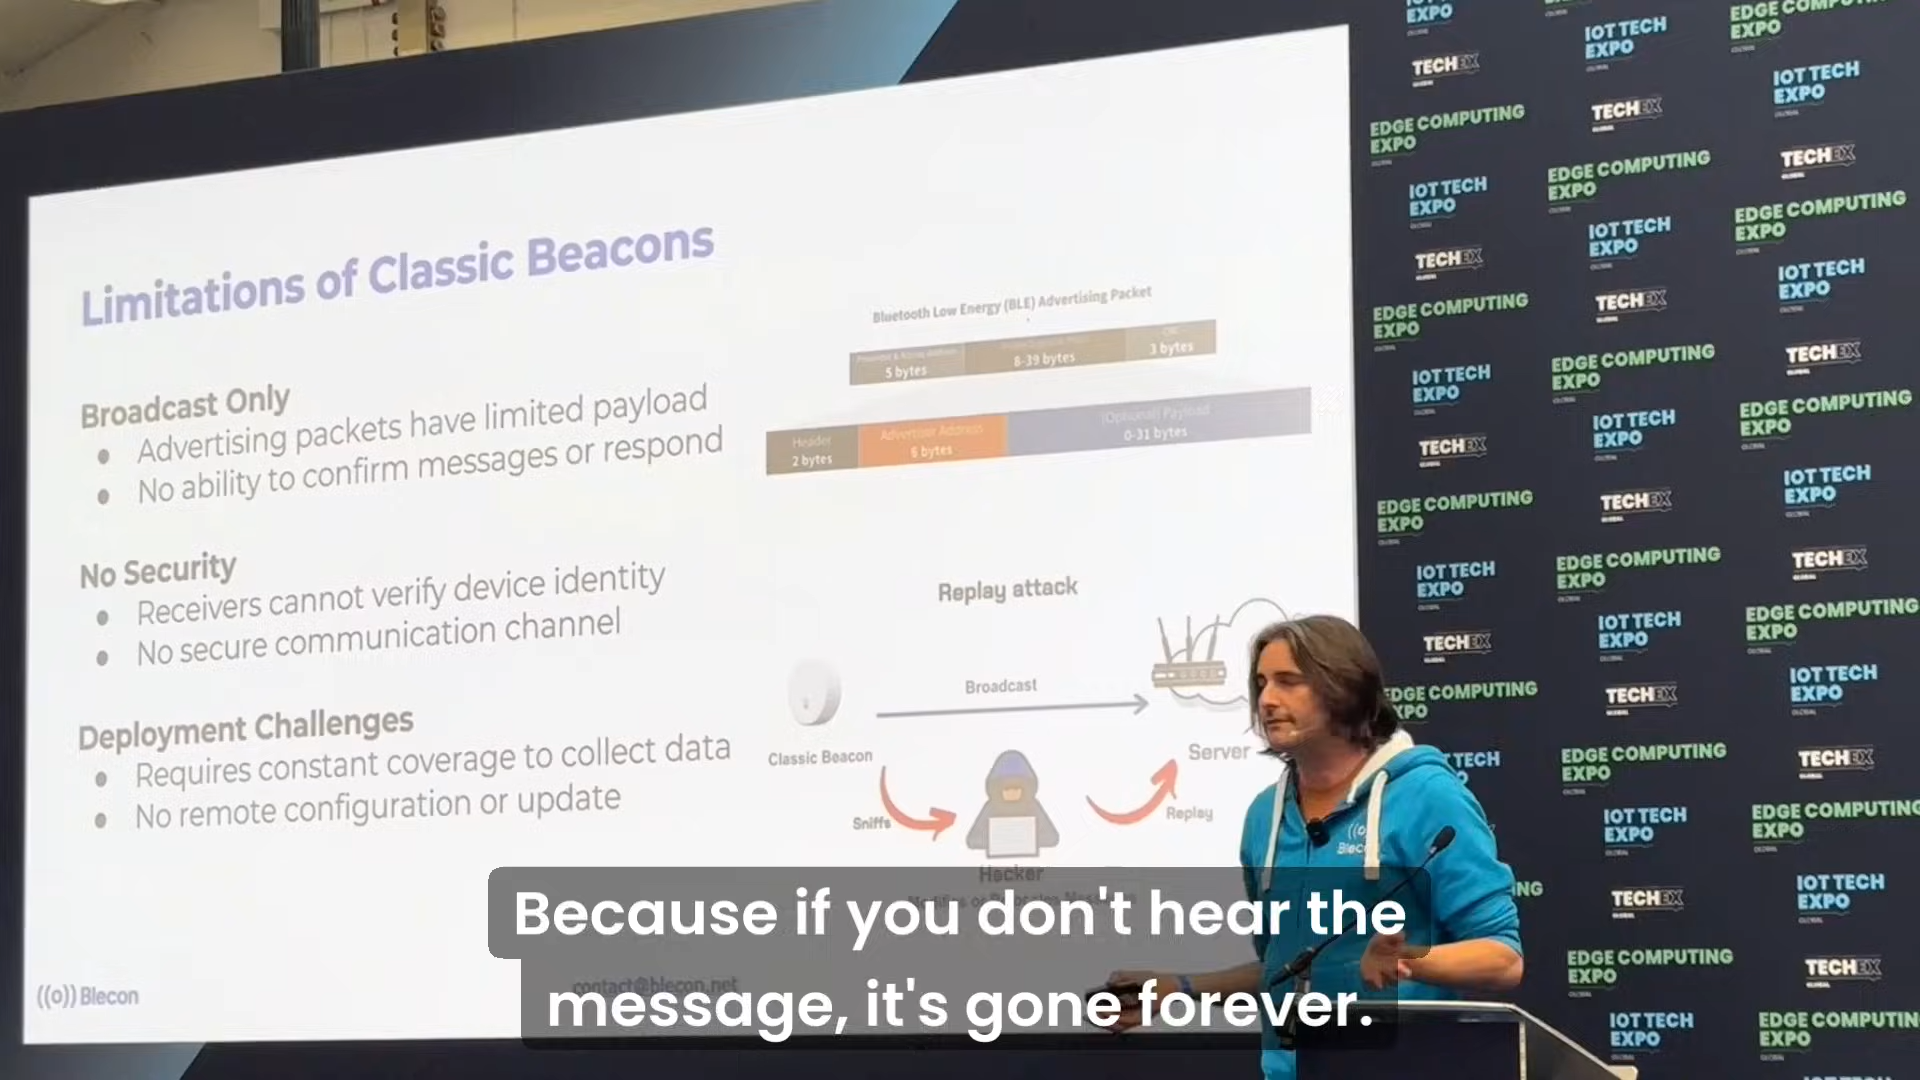 Limitations of Classic Beacons
Broadcast Only
Advertising packets have limited payload
No ability to confirm messages or respond
No Security
Receivers cannot verify device identity
No secure communication channel
Deployment Challenges
Requires constant coverage to collect data
No remote configuration or update
((o)) Blecon
Bluetooth Low Energy (BLE) Advertising Packet
5 bytes
8-39 bytes
3 bytes
Header
2 bytes
Advertiser Address
6 bytes
(Optional) Payload
0-31 bytes
Replay attack
Broadcast
Classic Beacon
Server
Sniffs
Replay
Hacker
contact@blecon.net
Because if you don't hear the
message, it's gone forever.
IOT TECH
EXPO
TECHEX
GLOBAL
EDGE COMPUTING
EXPO
GLOBAL